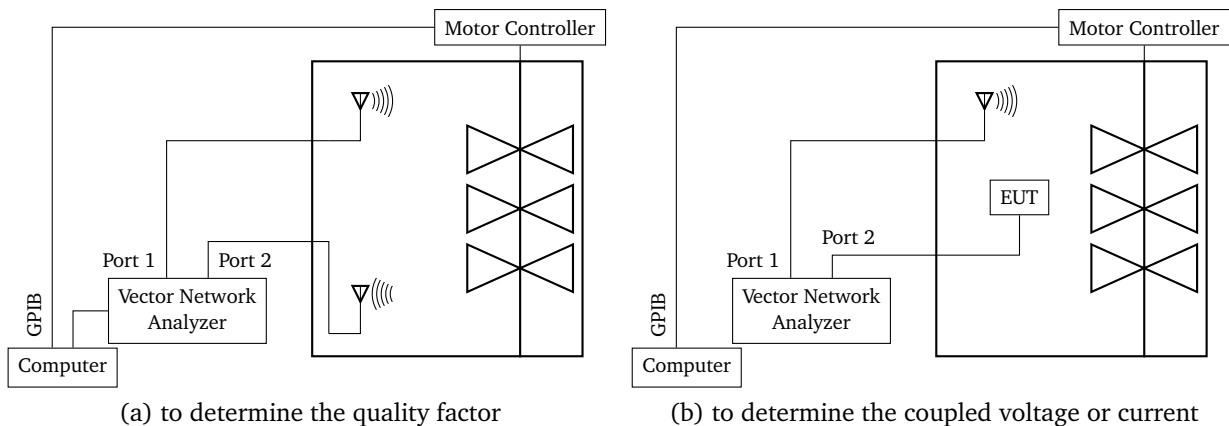 Motor Controller
Port 1
Port 2
Vector Network
Analyzer
GPIB
Computer
(a) to determine the quality factor
Motor Controller
EUT
Port 2
Port 1
Vector Network
Analyzer
GPIB
Computer
(b) to determine the coupled voltage or current